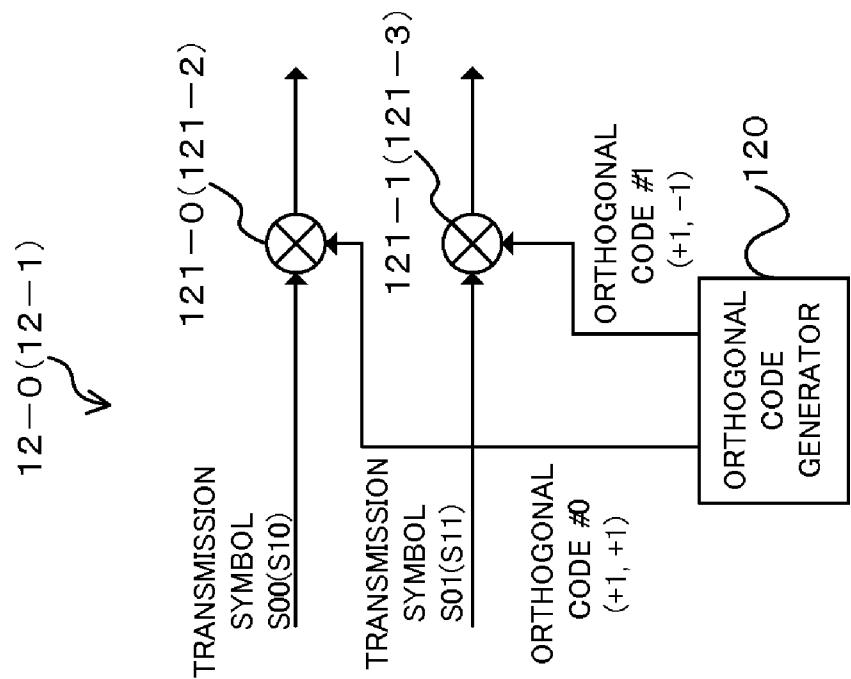 12-0(12-1)
121-0(121-2)
TRANSMISSION
SYMBOL
S00(S10)
121-1(121-3)
TRANSMISSION
SYMBOL
S01(S11)
ORTHOGONAL
CODE #1
(+1, -1)
ORTHOGONAL
CODE #0
(+1, +1)
120
ORTHOGONAL
CODE
GENERATOR